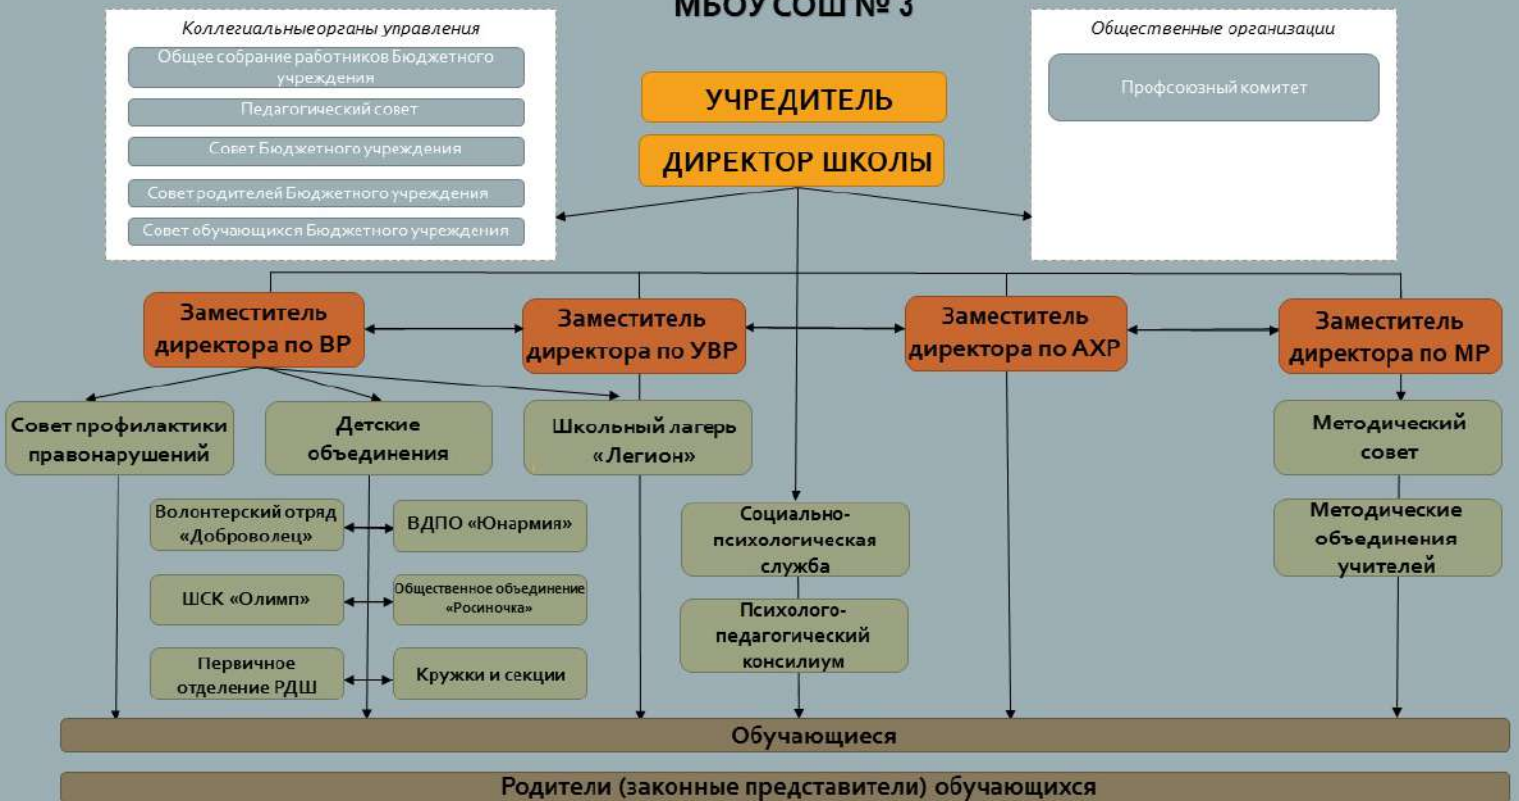 МБОУ СОШ № 3
Коллегиальные органы управления
Общее собрание работников Бюджетного
учреждения
Педагогический совет
Совет Бюджетного учреждения
Совет родителей Бюджетного учреждения
Совет обучающихся Бюджетного учреждения
УЧРЕДИТЕЛЬ
ДИРЕКТОР ШКОЛЫ
Общественные организации
Профсоюзный комитет
Заместитель
директора по ВР
Заместитель
директора по УВР
Заместитель
директора по АХР
Заместитель
директора по МР
Совет профилактики
правонарушений
Детские
объединения
Школьный лагерь
«Легион»
Методический
совет
Волонтерский отряд
«Доброволец»
ВДПО «Юнармия»
Социально-
психологическая
служба
Методические
объединения
учителей
ШСК «Олимп»
Общественное объединение
«Росиночка»
Психолого-
педагогический
консилиум
Первичное
отделение РДШ
Кружки и секции
Обучающиеся
Родители (законные представители) обучающихся